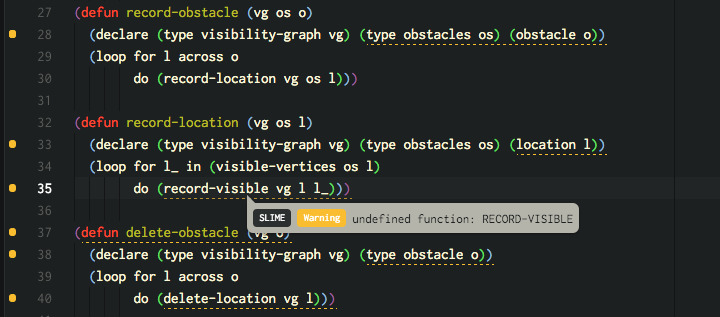 27 (defun record-obstacle (vg os o)
28   (declare (type visibility-graph vg) (type obstacles os) (obstacle o))
29   (loop for l across o
30         do (record-location vg os l)))
31
32 (defun record-location (vg os l)
33   (declare (type visibility-graph vg) (type obstacles os) (location l))
34   (loop for l_ in (visible-vertices os l)
35         do (record-visible vg l l_)))
SLIME Warning undefined function: RECORD-VISIBLE
36
37 (defun delete-obstacle (vg o)
38   (declare (type visibility-graph vg) (type obstacle o))
39   (loop for l across o
40         do (delete-location vg l)))